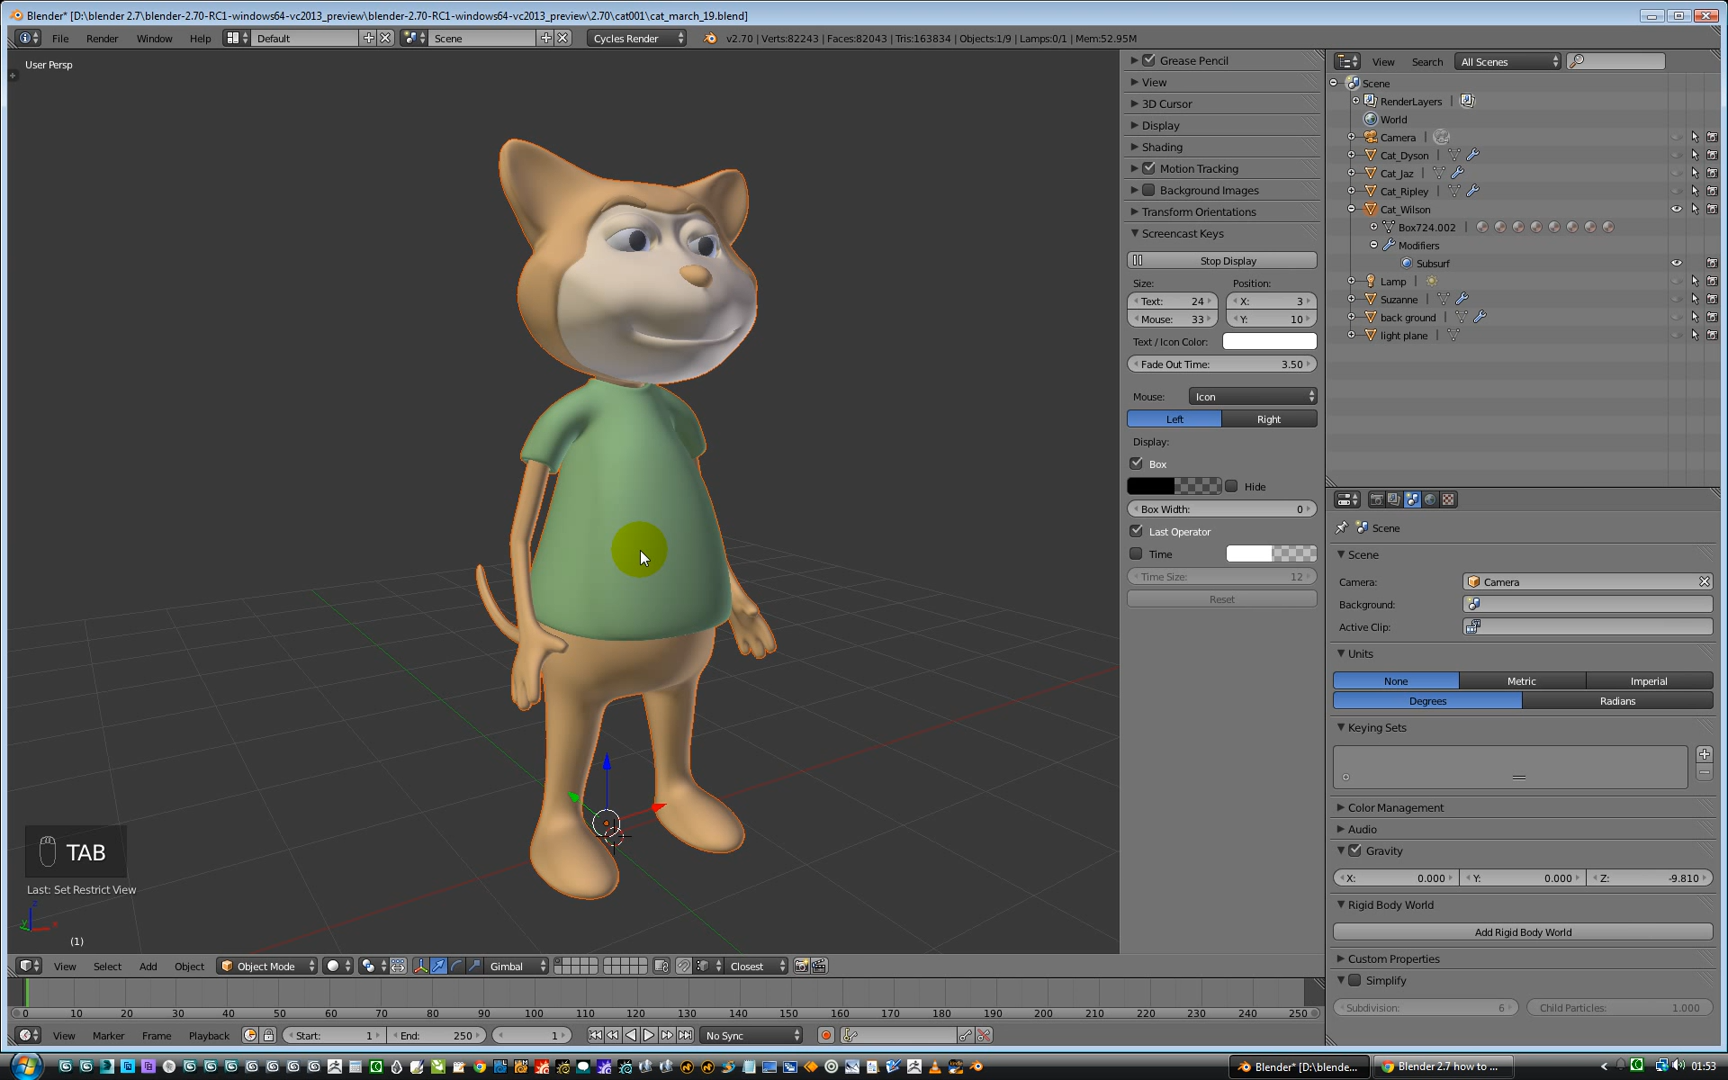 Blender* [D:\blender 2.7\blender-2.70-RC1-windows64-vc2013_preview\blender-2.70-RC1-windows64-vc2013_preview\2.70\cat001\cat_march_19.blend]
File Render Window Help Default Scene Cycles Render v2.70 | Verts:82243 | Faces:82043 | Tris:163834 | Objects:1/9 | Lamps:0/1 | Mem:52.95M
User Persp
Grease Pencil
View
3D Cursor
Display
Shading
Motion Tracking
Background Images
Transform Orientations
Screencast Keys
Stop Display
Size: Position:
Text: 24 X: 3
Mouse: 33 Y: 10
Text / Icon Color:
Fade Out Time: 3.50
Mouse: Icon
Left Right
Display:
Box
Hide
Box Width: 0
Last Operator
Time
Time Size: 12
Reset
View Search All Scenes
Scene
RenderLayers |
World
Camera |
Cat_Dyson |
Cat_Jaz |
Cat_Ripley |
Cat_Wilson
Box724.002 |
Modifiers
Subsurf
Lamp |
Suzanne |
back ground |
light plane |
Scene
Scene
Camera: Camera
Background:
Active Clip:
Units
None Metric Imperial
Degrees Radians
Keying Sets
Color Management
Audio
Gravity
X: 0.000 Y: 0.000 Z: -9.810
Rigid Body World
Add Rigid Body World
Custom Properties
Simplify
Subdivision: 6 Child Particles: 1.000
TAB
Last: Set Restrict View
z
y x
(1)
View Select Add Object Object Mode Gimbal Closest
0 10 20 30 40 50 60 70 80 90 100 110 120 130 140 150 160 170 180 190 200 210 220 230 240 250
View Marker Frame Playback Start: 1 End: 250 1 No Sync
Blender* [D:\blende... Blender 2.7 how to ... 01:53